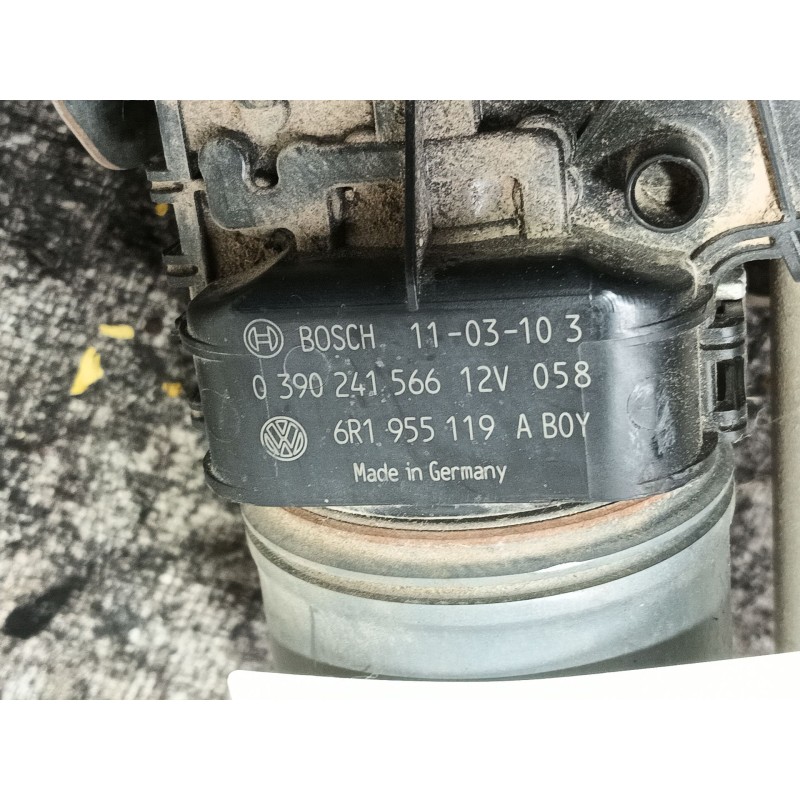 BOSCH 11-03-10 3
0 390 241 566 12V 058
6R1 955 119 A BOY
Made in Germany